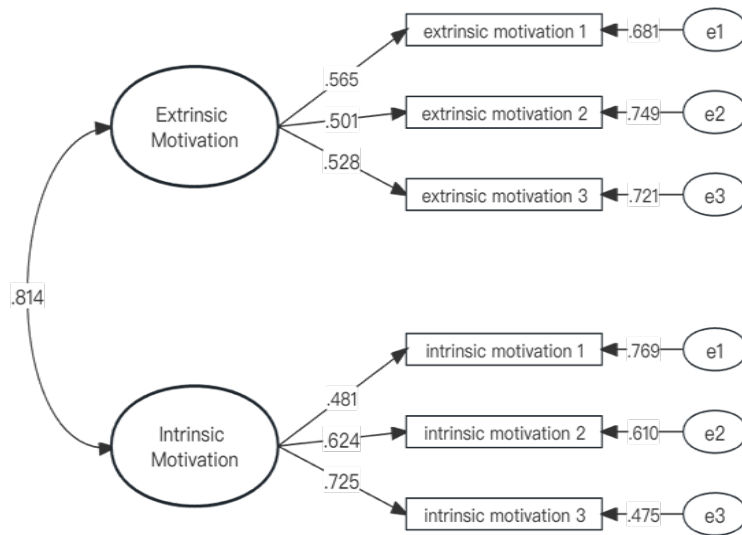 extrinsic motivation 1
.681
e1
.565
Extrinsic
Motivation
.501
extrinsic motivation 2
.749
e2
.528
extrinsic motivation 3
.721
e3
.814
intrinsic motivation 1
.769
e1
.481
Intrinsic
Motivation
.624
intrinsic motivation 2
.610
e2
.725
intrinsic motivation 3
.475
e3